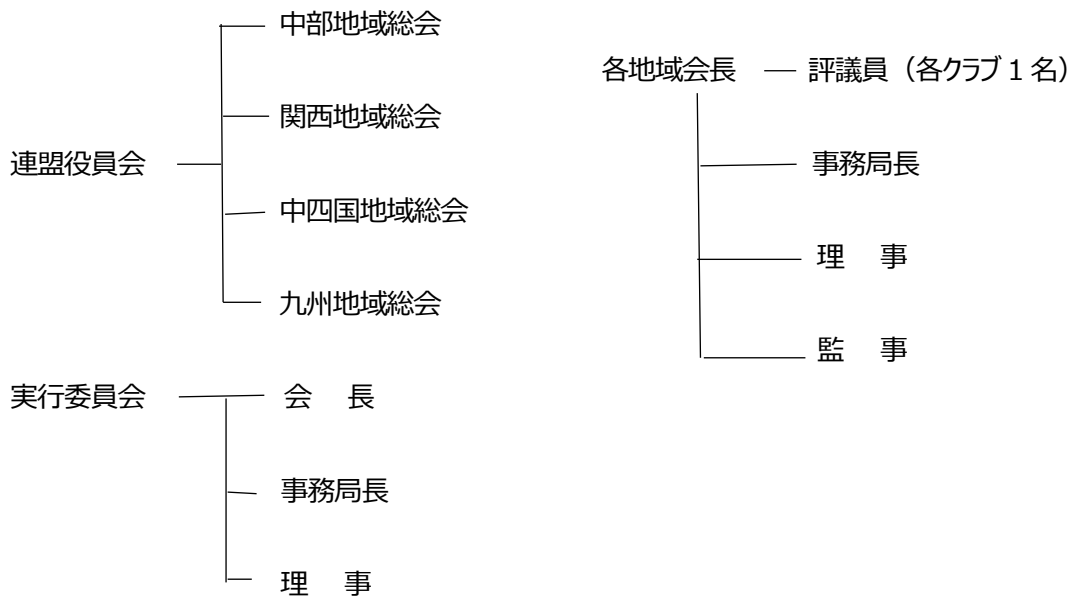 中部地域総会
関西地域総会
連盟役員会
中四国地域総会
九州地域総会
各地域会長
評議員（各クラブ１名）
事務局長
理　事
監　事
実行委員会
会　長
事務局長
理　事